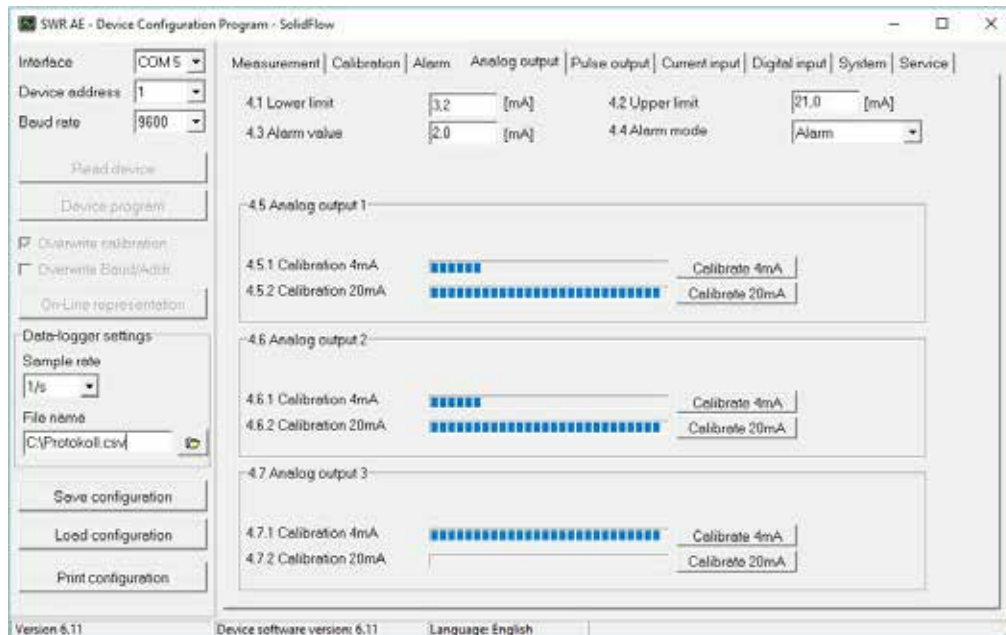 SWR AE - Device Configuration Program - SolidFlow
Interface COM 5
Device address 1
Baud rate 9600
Read device
Device program
Overwrite calibration
Overwrite Baud/Addr.
On-Line representation
Data-logger settings
Sample rate
1/s
File name
C:\Protokoll.csv
Save configuration
Load configuration
Print configuration
Measurement Calibration Alarm Analog output Pulse output Current input Digital input System Service
4.1 Lower limit 3,2 [mA] 4.2 Upper limit 21,0 [mA]
4.3 Alarm value 2,0 [mA] 4.4 Alarm mode Alarm
4.5 Analog output 1
4.5.1 Calibration 4mA Calibrate 4mA
4.5.2 Calibration 20mA Calibrate 20mA
4.6 Analog output 2
4.6.1 Calibration 4mA Calibrate 4mA
4.6.2 Calibration 20mA Calibrate 20mA
4.7 Analog output 3
4.7.1 Calibration 4mA Calibrate 4mA
4.7.2 Calibration 20mA Calibrate 20mA
Version 6.11 Device software version: 6.11 Language: English